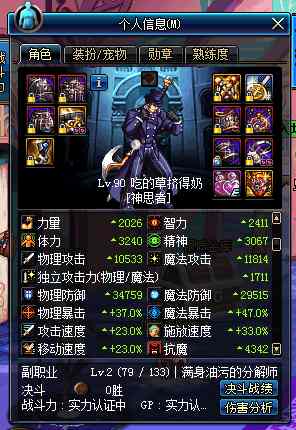 个人信息(M)
角色 装扮/宠物 勋章 熟练度
Lv.90 吃的草挤得奶
[神思者]
力量 2026 智力 2411
体力 3240 精神 3067
物理攻击 10533 魔法攻击 11814
独立攻击力(物理/魔法) 1711
物理防御 34759 魔法防御 29515
物理暴击 +37.0% 魔法暴击 +47.0%
攻击速度 +23.0% 施放速度 +33.0%
移动速度 +23.0% 抗魔 4342
副职业 Lv.2 (79 / 133) | 满身油污的分解师
决斗 0胜 决斗战绩
战斗力 : 实力认证中 GP : 实力认... 伤害分析